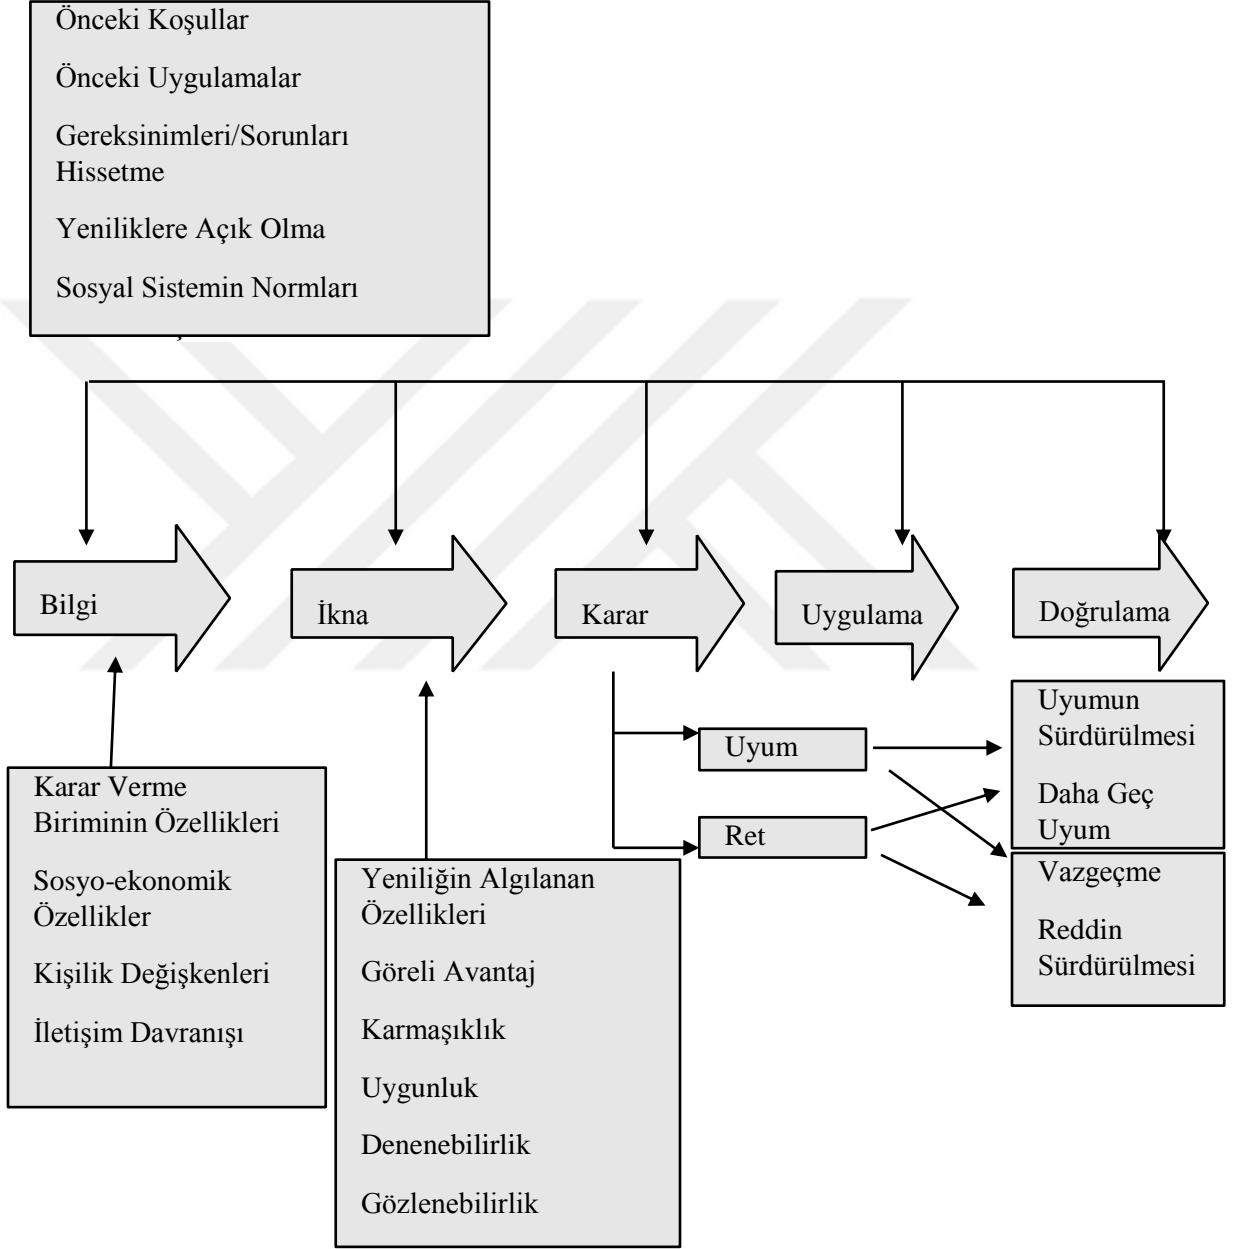 Önceki Koşullar
Önceki Uygulamalar
Gereksinimleri/Sorunları
Hissetme
Yeniliklere Açık Olma
Sosyal Sistemin Normları
Bilgi
İkna
Karar
Uygulama
Doğrulama
Uyum
Ret
Uyumun
Sürdürülmesi
Daha Geç
Uyum
Vazgeçme
Reddin
Sürdürülmesi
Karar Verme
Biriminin Özellikleri
Sosyo-ekonomik
Özellikler
Kişilik Değişkenleri
İletişim Davranışı
Yeniliğin Algılanan
Özellikleri
Göreli Avantaj
Karmaşıklık
Uygunluk
Denenebilirlik
Gözlenebilirlik